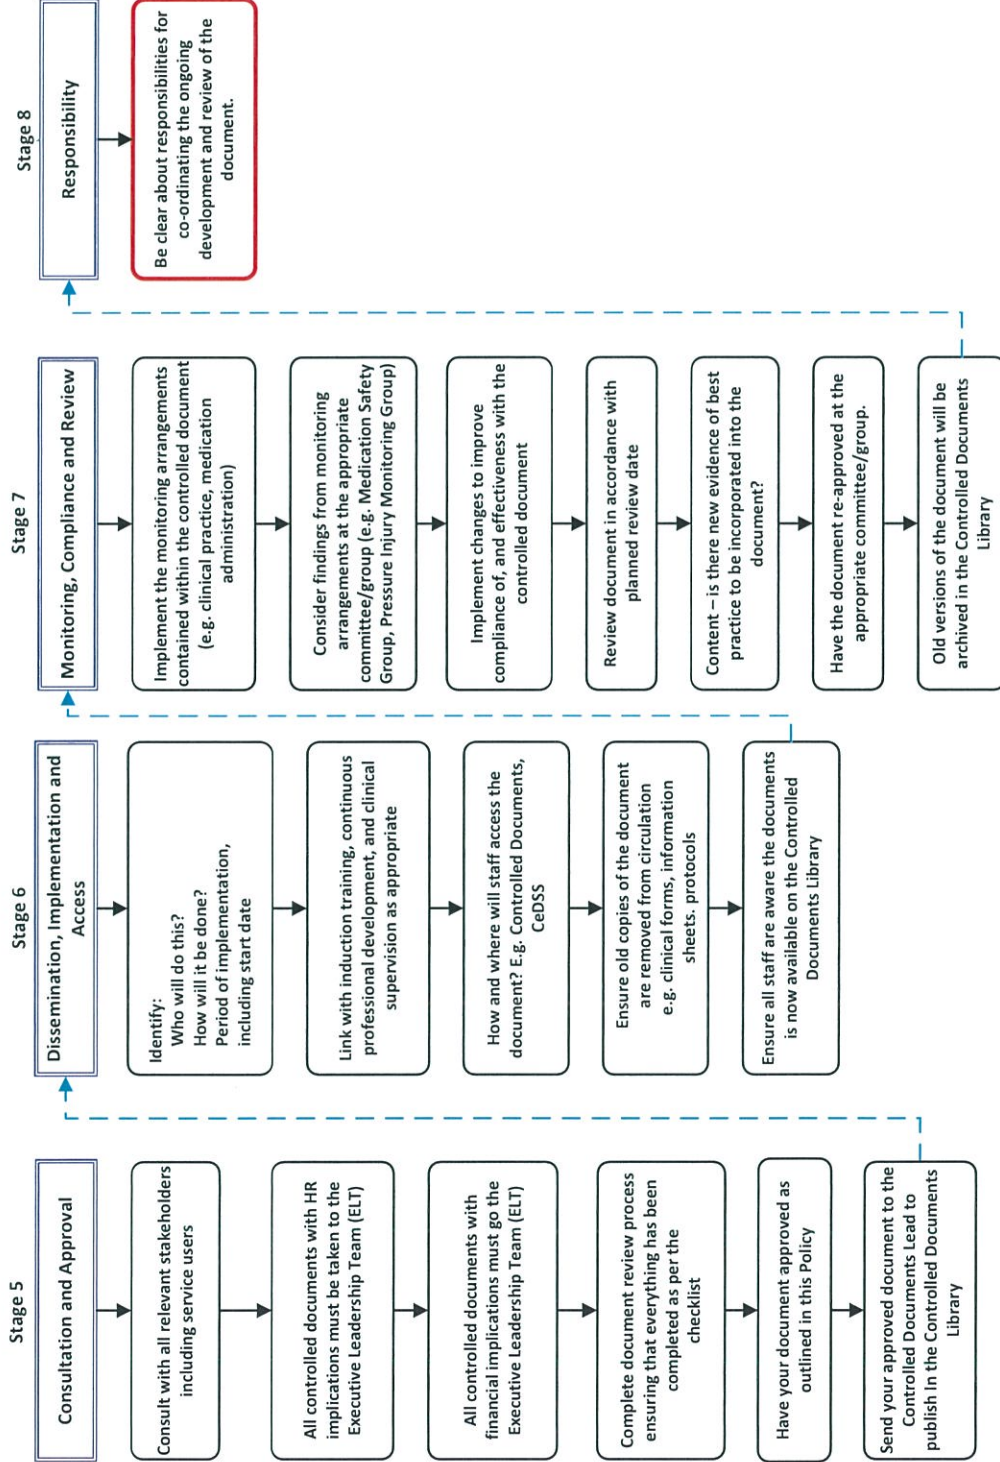 Stage 5
Consultation and Approval
Consult with all relevant stakeholders
including service users
All controlled documents with HR
implications must be taken to the
Executive Leadership Team (ELT)
All controlled documents with
financial implications must go the
Executive Leadership Team (ELT)
Complete document review process
ensuring that everything has been
completed as per the
checklist
Have your document approved as
outlined in this Policy
Send your approved document to the
Controlled Documents Lead to
publish In the Controlled Documents
Library
Stage 6
Dissemination, Implementation and
Access
Identify:
Who will do this?
How will it be done?
Period of implementation,
including start date
Link with induction training, continuous
professional development, and clinical
supervision as appropriate
How and where will staff access the
document? E.g. Controlled Documents,
CeDSS
Ensure old copies of the document
are removed from circulation
e.g. clinical forms, information
sheets. protocols
Ensure all staff are aware the documents
is now available on the Controlled
Documents Library
Stage 7
Monitoring, Compliance and Review
Implement the monitoring arrangements
contained within the controlled document
(e.g. clinical practice, medication
administration)
Consider findings from monitoring
arrangements at the appropriate
committee/group (e.g. Medication Safety
Group, Pressure Injury Monitoring Group)
Implement changes to improve
compliance of, and effectiveness with the
controlled document
Review document in accordance with
planned review date
Content – is there new evidence of best
practice to be incorporated into the
document?
Have the document re-approved at the
appropriate committee/group.
Old versions of the document will be
archived in the Controlled Documents
Library
Stage 8
Responsibility
Be clear about responsibilities for
co-ordinating the ongoing
development and review of the
document.